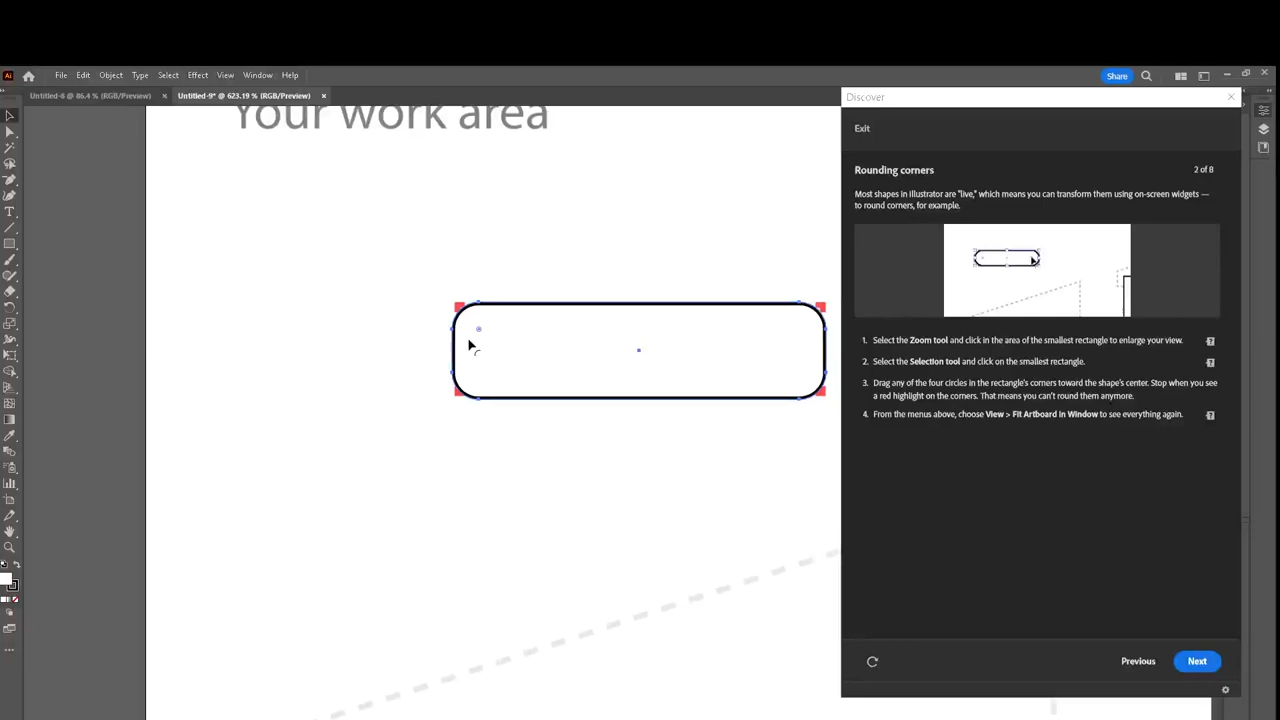 Ai
File Edit Object Type Select Effect View Window Help
Share
Untitled-6 @ 86.4 % (RGB/Preview) ×
Untitled-9* @ 623.19 % (RGB/Preview) ×
Your work area
Discover
Exit
Rounding corners
2 of 8
Most shapes in Illustrator are "live," which means you can transform them using on-screen widgets —
to round corners, for example.
1. Select the Zoom tool and click in the area of the smallest rectangle to enlarge your view.
2. Select the Selection tool and click on the smallest rectangle.
3. Drag any of the four circles in the rectangle's corners toward the shape's center. Stop when you see
a red highlight on the corners. That means you can't round them anymore.
4. From the menus above, choose View > Fit Artboard in Window to see everything again.
Previous
Next